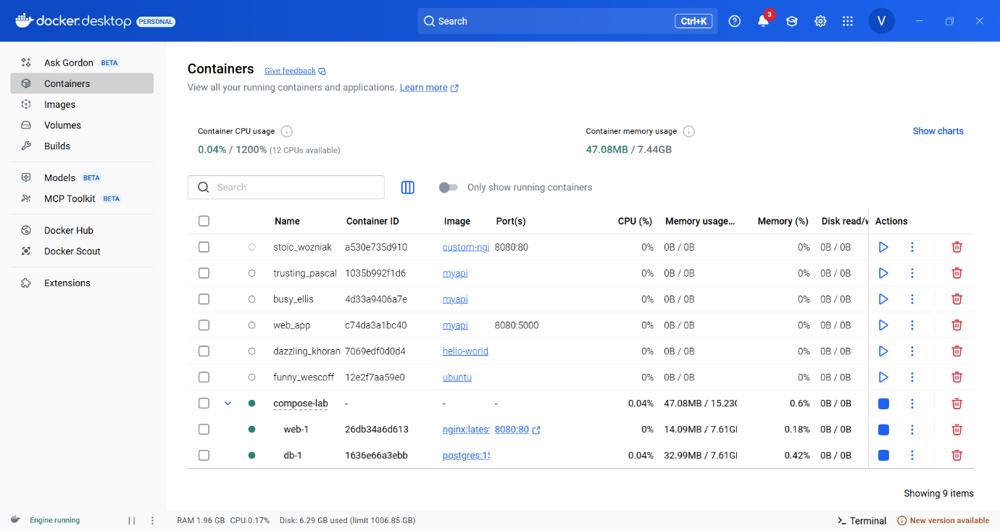 docker.desktop PERSONAL Search Ctrl+K 3 V
Ask Gordon BETA
Containers
Images
Volumes
Builds
Models BETA
MCP Toolkit BETA
Docker Hub
Docker Scout
Extensions
Containers Give feedback
View all your running containers and applications. Learn more
Container CPU usage
0.04% / 1200% (12 CPUs available)
Container memory usage
47.08MB / 7.44GB
Show charts
Search
Only show running containers
Name Container ID Image Port(s) CPU (%) Memory usage... Memory (%) Disk read/w Actions
stoic_wozniak a530e735d910 custom-ngi 8080:80 0% 0B / 0B 0% 0B / 0B
trusting_pascal 1035b992f1d6 myapi 0% 0B / 0B 0% 0B / 0B
busy_ellis 4d33a9406a7e myapi 0% 0B / 0B 0% 0B / 0B
web_app c74da3a1bc40 myapi 8080:5000 0% 0B / 0B 0% 0B / 0B
dazzling_khoran 7069edf0d0d4 hello-world 0% 0B / 0B 0% 0B / 0B
funny_wescoff 12e2f7aa59e0 ubuntu 0% 0B / 0B 0% 0B / 0B
compose-lab - - - 0.04% 47.08MB / 15.23G 0.6% 0B / 0B
web-1 26db34a6d613 nginx:latest 8080:80 0% 14.09MB / 7.61GI 0.18% 0B / 0B
db-1 1636e66a3ebb postgres:15 0.04% 32.99MB / 7.61GI 0.42% 0B / 0B
Showing 9 items
Engine running RAM 1.96 GB CPU 0.17% Disk: 6.29 GB used (limit 1006.85 GB) Terminal New version available